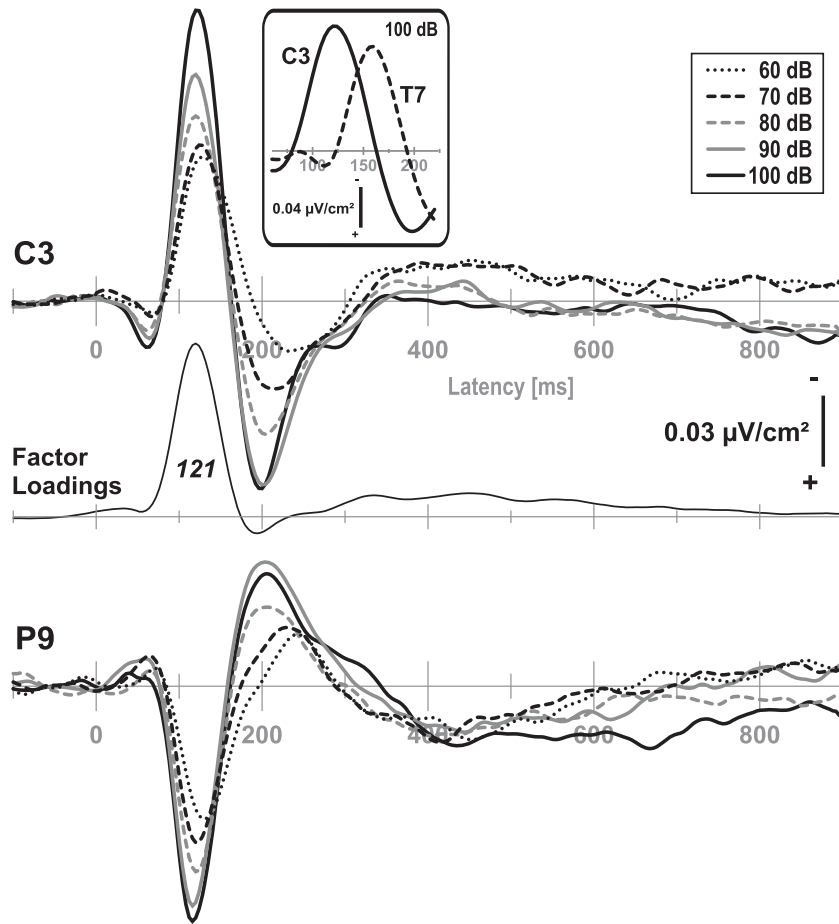 100 dB
C3
T7
100 150 200
0.04 µV/cm²
-
+
60 dB
70 dB
80 dB
90 dB
100 dB
C3
0 200 400 600 800
Latency [ms]
-
0.03 µV/cm²
+
Factor
Loadings
121
P9
0 200 400 600 800